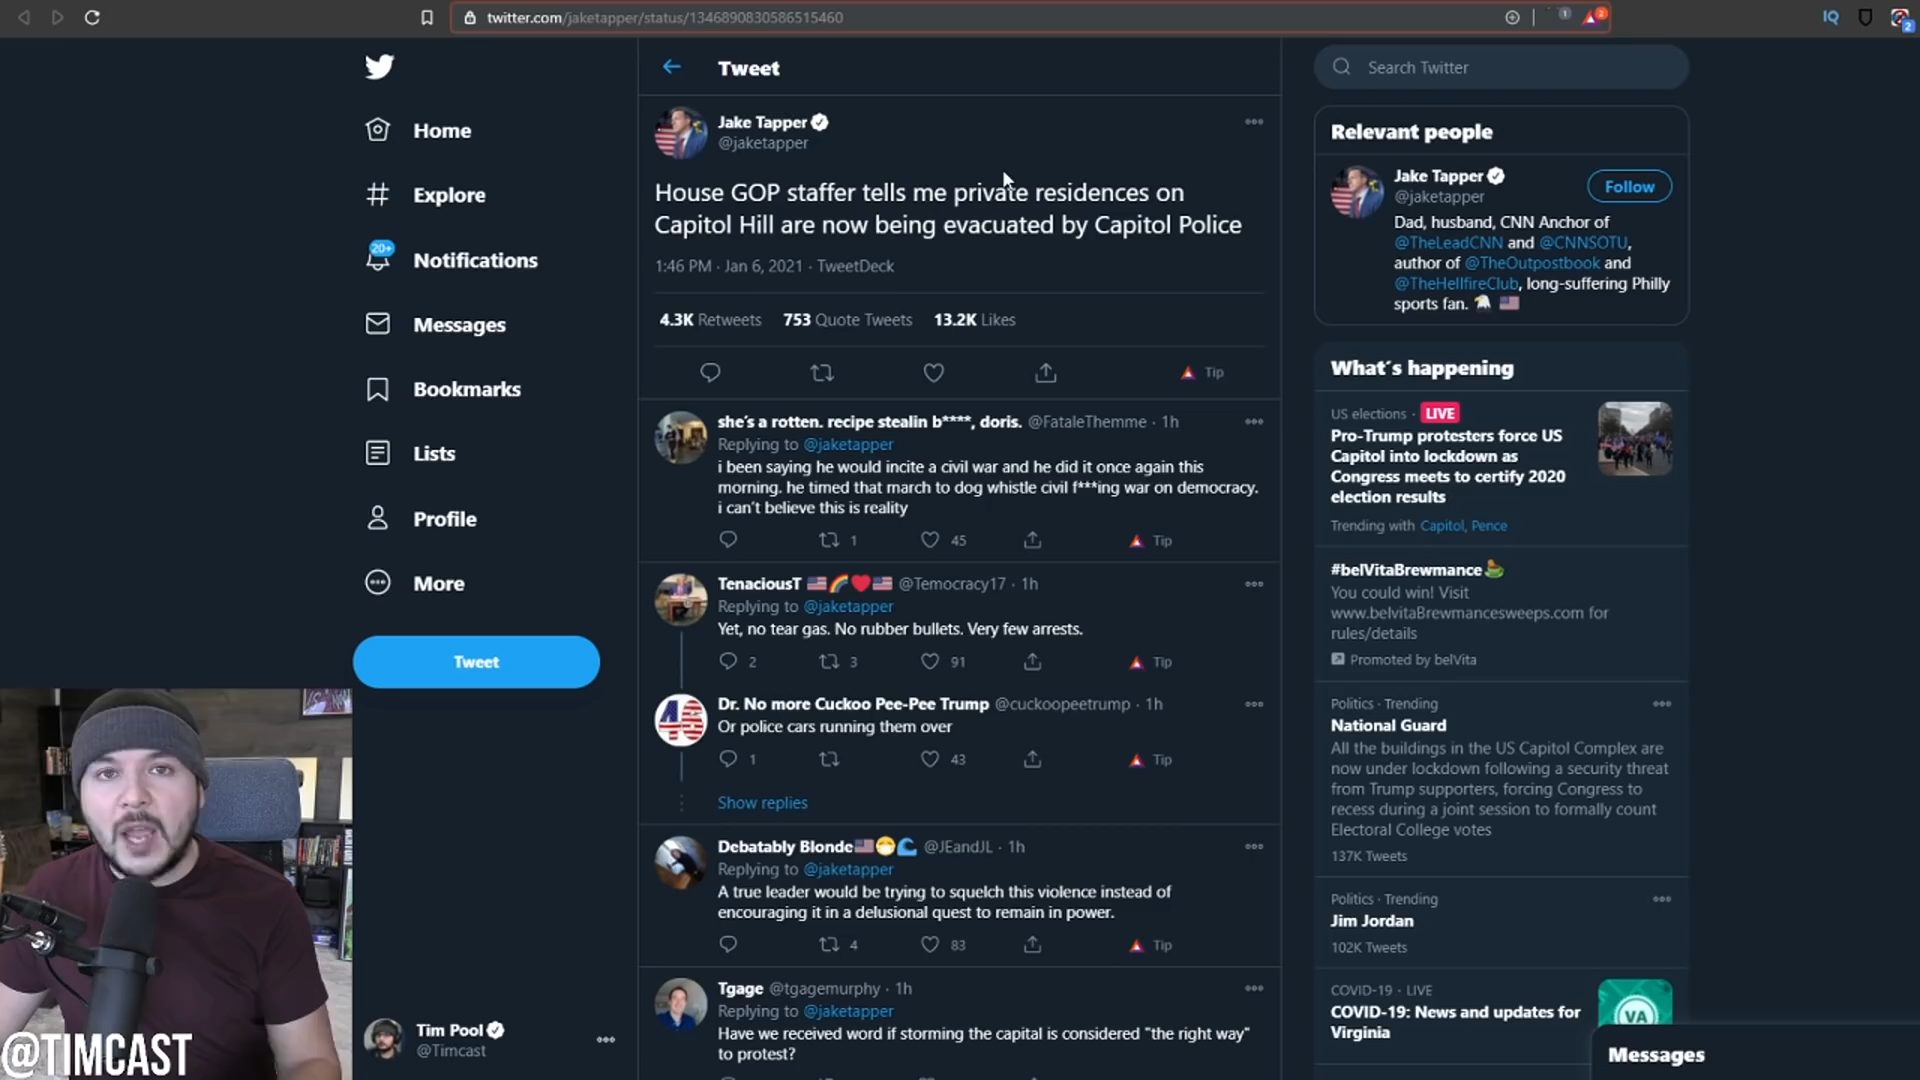 twitter.com/jaketapper/status/1346890830586515460
1
2
IQ
2
Home
Explore
20+
Notifications
Messages
Bookmarks
Lists
Profile
More
Tweet
Tim Pool
@Timcast
@TIMCAST
Tweet
Jake Tapper
@jaketapper
House GOP staffer tells me private residences on
Capitol Hill are now being evacuated by Capitol Police
1:46 PM · Jan 6, 2021 · TweetDeck
4.3K Retweets 753 Quote Tweets 13.2K Likes
Tip
she's a rotten. recipe stealin b****, doris. @FataleThemme · 1h
Replying to @jaketapper
i been saying he would incite a civil war and he did it once again this
morning. he timed that march to dog whistle civil f***ing war on democracy.
i can't believe this is reality
1 45 Tip
TenaciousT @Temocracy17 · 1h
Replying to @jaketapper
Yet, no tear gas. No rubber bullets. Very few arrests.
2 3 91 Tip
46
Dr. No more Cuckoo Pee-Pee Trump @cuckoopeetrump · 1h
Or police cars running them over
1 43 Tip
Show replies
Debatably Blonde @JEandJL · 1h
Replying to @jaketapper
A true leader would be trying to squelch this violence instead of
encouraging it in a delusional quest to remain in power.
4 83 Tip
Tgage @tgagemurphy · 1h
Replying to @jaketapper
Have we received word if storming the capital is considered "the right way"
to protest?
Search Twitter
Relevant people
Jake Tapper
@jaketapper
Follow
Dad, husband, CNN Anchor of
@TheLeadCNN and @CNNSOTU,
author of @TheOutpostbook and
@TheHellfireClub, long-suffering Philly
sports fan.
What's happening
US elections · LIVE
Pro-Trump protesters force US
Capitol into lockdown as
Congress meets to certify 2020
election results
Trending with Capitol, Pence
#belVitaBrewmance
You could win! Visit
www.belvitaBrewmancesweeps.com for
rules/details
Promoted by belVita
Politics · Trending
National Guard
All the buildings in the US Capitol Complex are
now under lockdown following a security threat
from Trump supporters, forcing Congress to
recess during a joint session to formally count
Electoral College votes
137K Tweets
Politics · Trending
Jim Jordan
102K Tweets
COVID-19 · LIVE
COVID-19: News and updates for
Virginia
VA
Messages